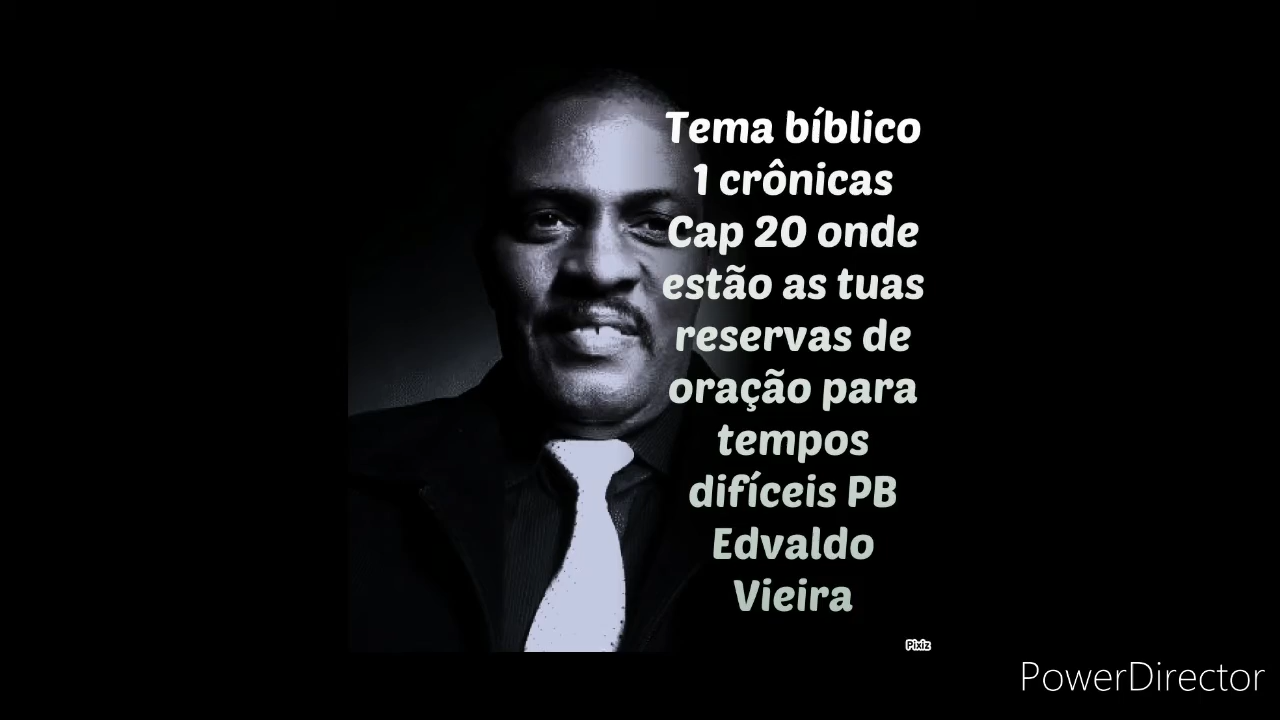 Tema bíblico
1 crônicas
Cap 20 onde
estão as tuas
reservas de
oração para
tempos
difíceis PB
Edvaldo
Vieira
Pixiz
PowerDirector